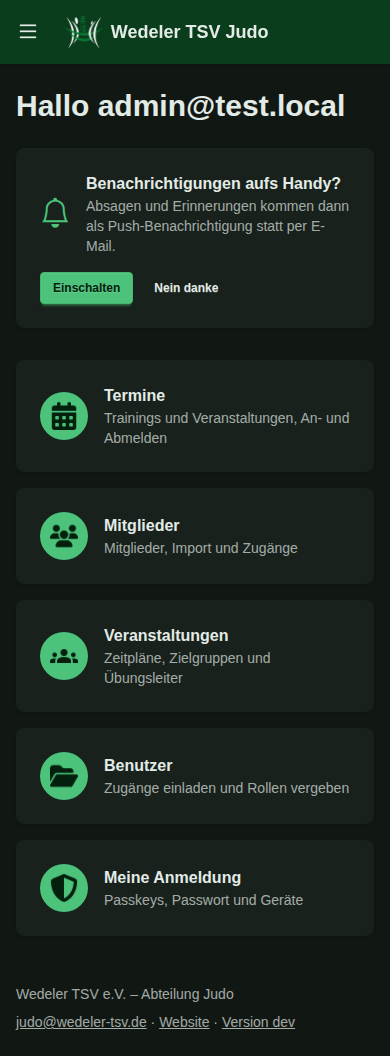 Wedeler TSV Judo
Hallo admin@test.local
Benachrichtigungen aufs Handy?
Absagen und Erinnerungen kommen dann
als Push-Benachrichtigung statt per E-
Mail.
Einschalten
Nein danke
Termine
Trainings und Veranstaltungen, An- und
Abmelden
Mitglieder
Mitglieder, Import und Zugänge
Veranstaltungen
Zeitpläne, Zielgruppen und
Übungsleiter
Benutzer
Zugänge einladen und Rollen vergeben
Meine Anmeldung
Passkeys, Passwort und Geräte
Wedeler TSV e.V. – Abteilung Judo
judo@wedeler-tsv.de · Website · Version dev